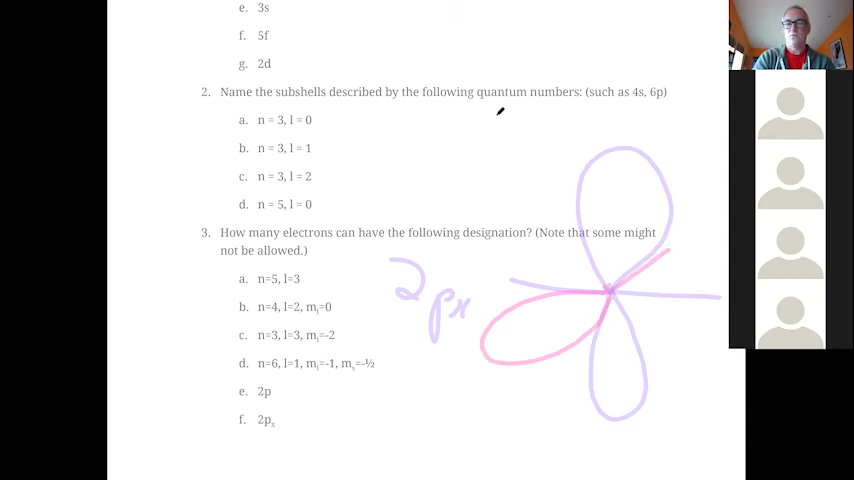 e. 3s
f. 5f
g. 2d
2. Name the subshells described by the following quantum numbers: (such as 4s, 6p)
a. n = 3, l = 0
b. n = 3, l = 1
c. n = 3, l = 2
d. n = 5, l = 0
3. How many electrons can have the following designation? (Note that some might
not be allowed.)
a. n=5, l=3
b. n=4, l=2, mₗ=0
c. n=3, l=3, mₗ=-2
d. n=6, l=1, mₗ=-1, mₛ=-½
e. 2p
f. 2pₓ
2px